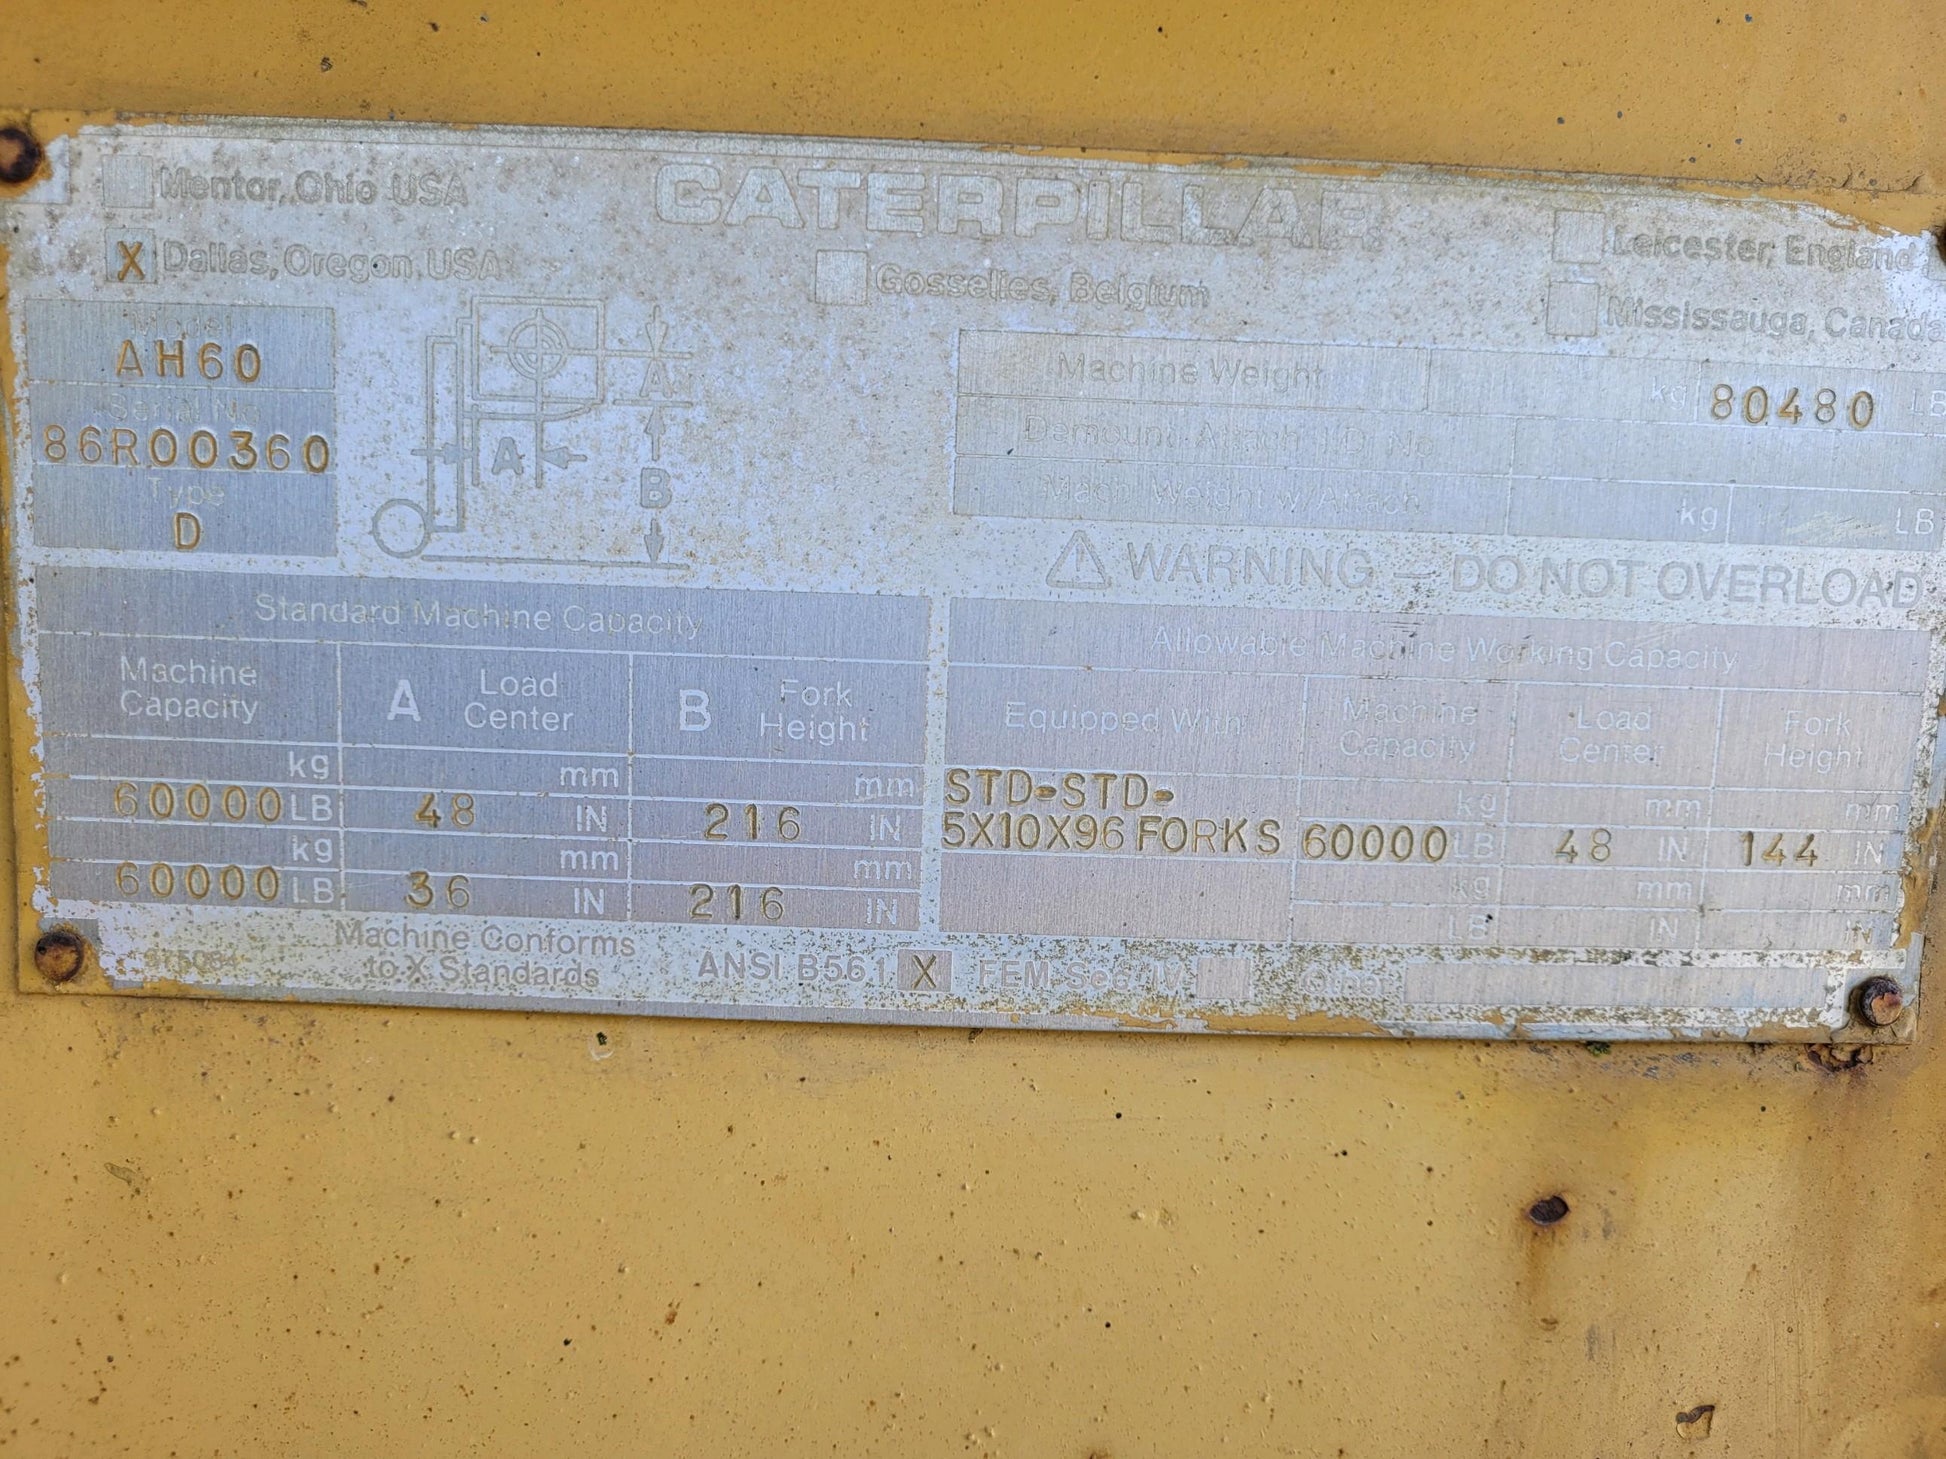 Mentor, Ohio USA
CATERPILLAR
X Dallas, Oregon, USA
Gosselies, Belgium
Leicester, England
Mississauga, Canada
Model
AH60
Serial No
86R00360
Type
D
A
A
B
Machine Weight kg 80480 LB
Demount. Attach. I.D. No
Mach. Weight w/ Attach kg LB
WARNING – DO NOT OVERLOAD
Standard Machine Capacity
Machine Capacity
A Load Center
B Fork Height
kg mm mm
60000 LB 48 IN 216 IN
kg mm mm
60000 LB 36 IN 216 IN
Allowable Machine Working Capacity
Equipped With
Machine Capacity
Load Center
Fork Height
STD-STD- kg mm mm
5X10X96 FORKS 60000 LB 48 IN 144 IN
kg mm mm
LB IN IN
Machine Conforms
to X Standards
ANSI B56.1 X FEM Sec IV Other